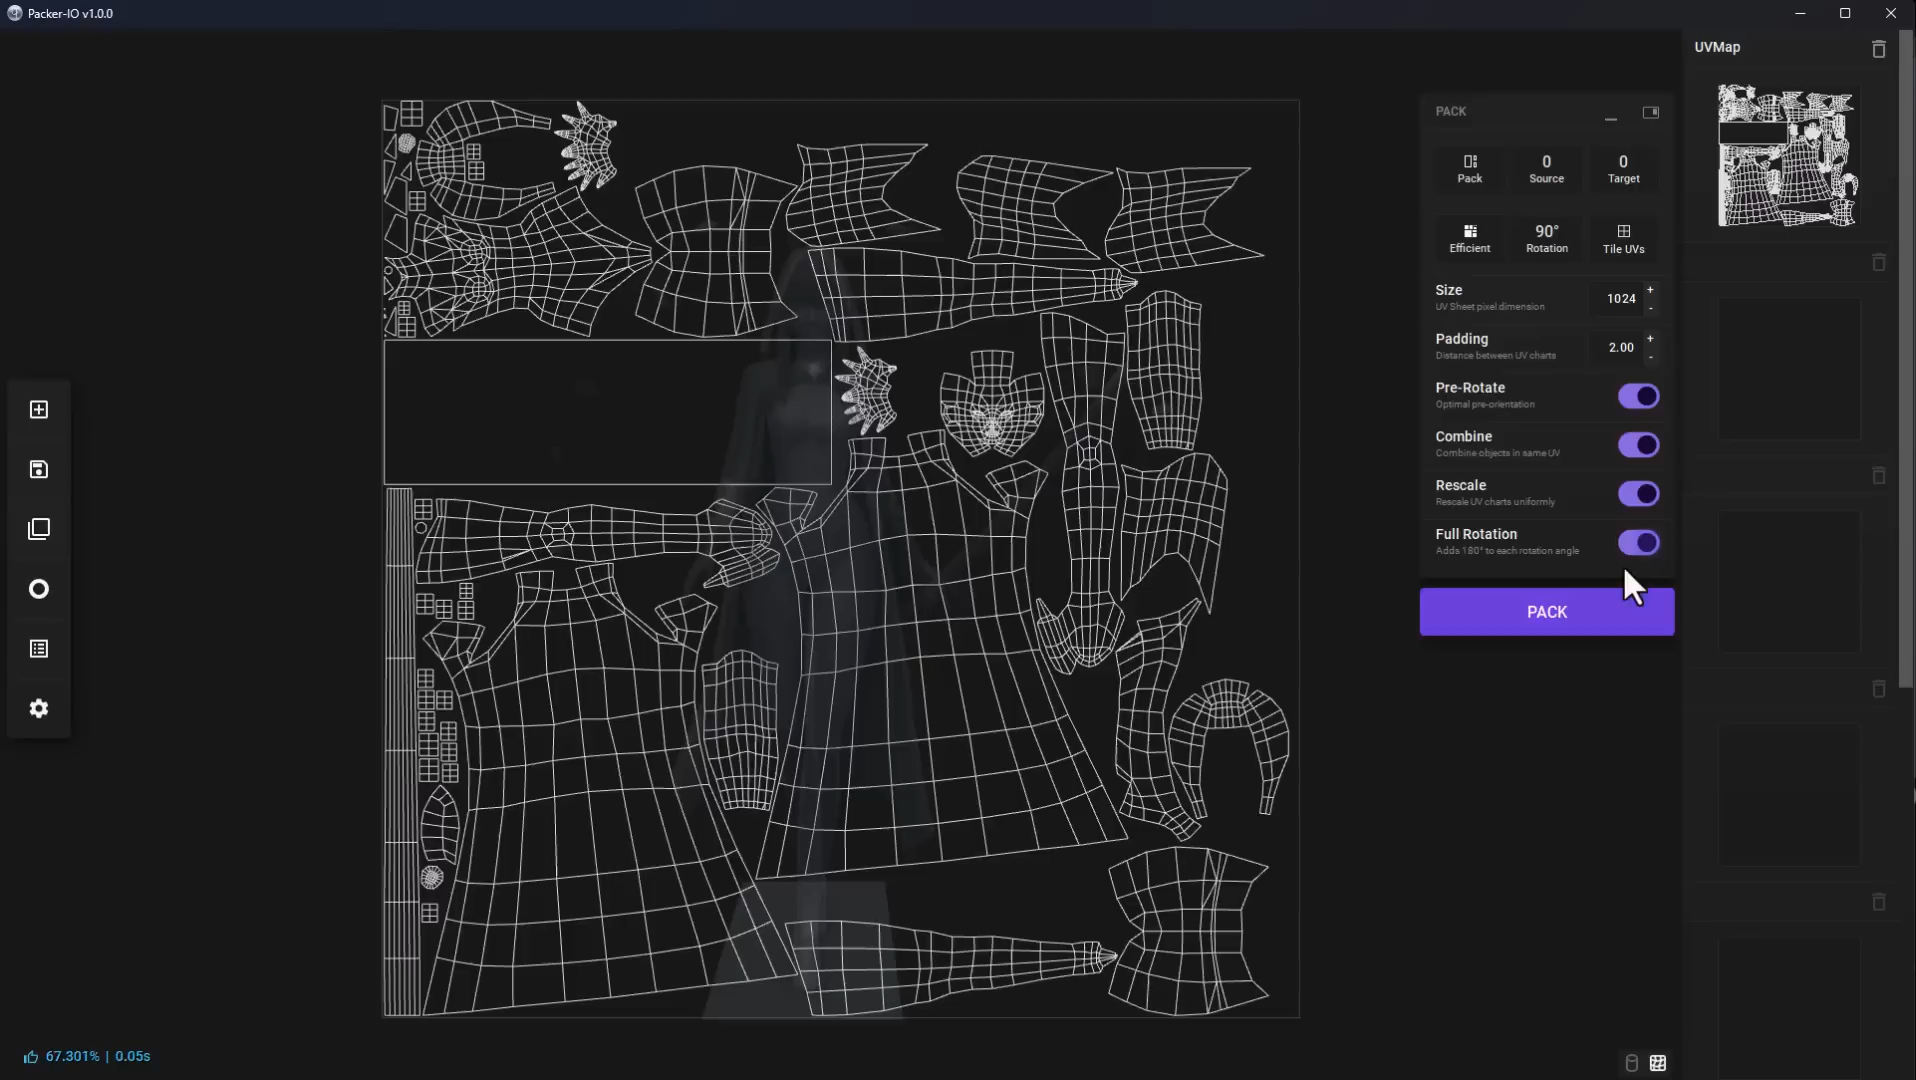 Packer-IO v1.0.0
UVMap
PACK
Pack
0
Source
0
Target
Efficient
90°
Rotation
Tile UVs
Size
UV Sheet pixel dimension
1024
+
-
Padding
Distance between UV charts
2.00
+
-
Pre-Rotate
Optimal pre-orientation
Combine
Combine objects in same UV
Rescale
Rescale UV charts uniformly
Full Rotation
Adds 180° to each rotation angle
PACK
67.301% | 0.05s